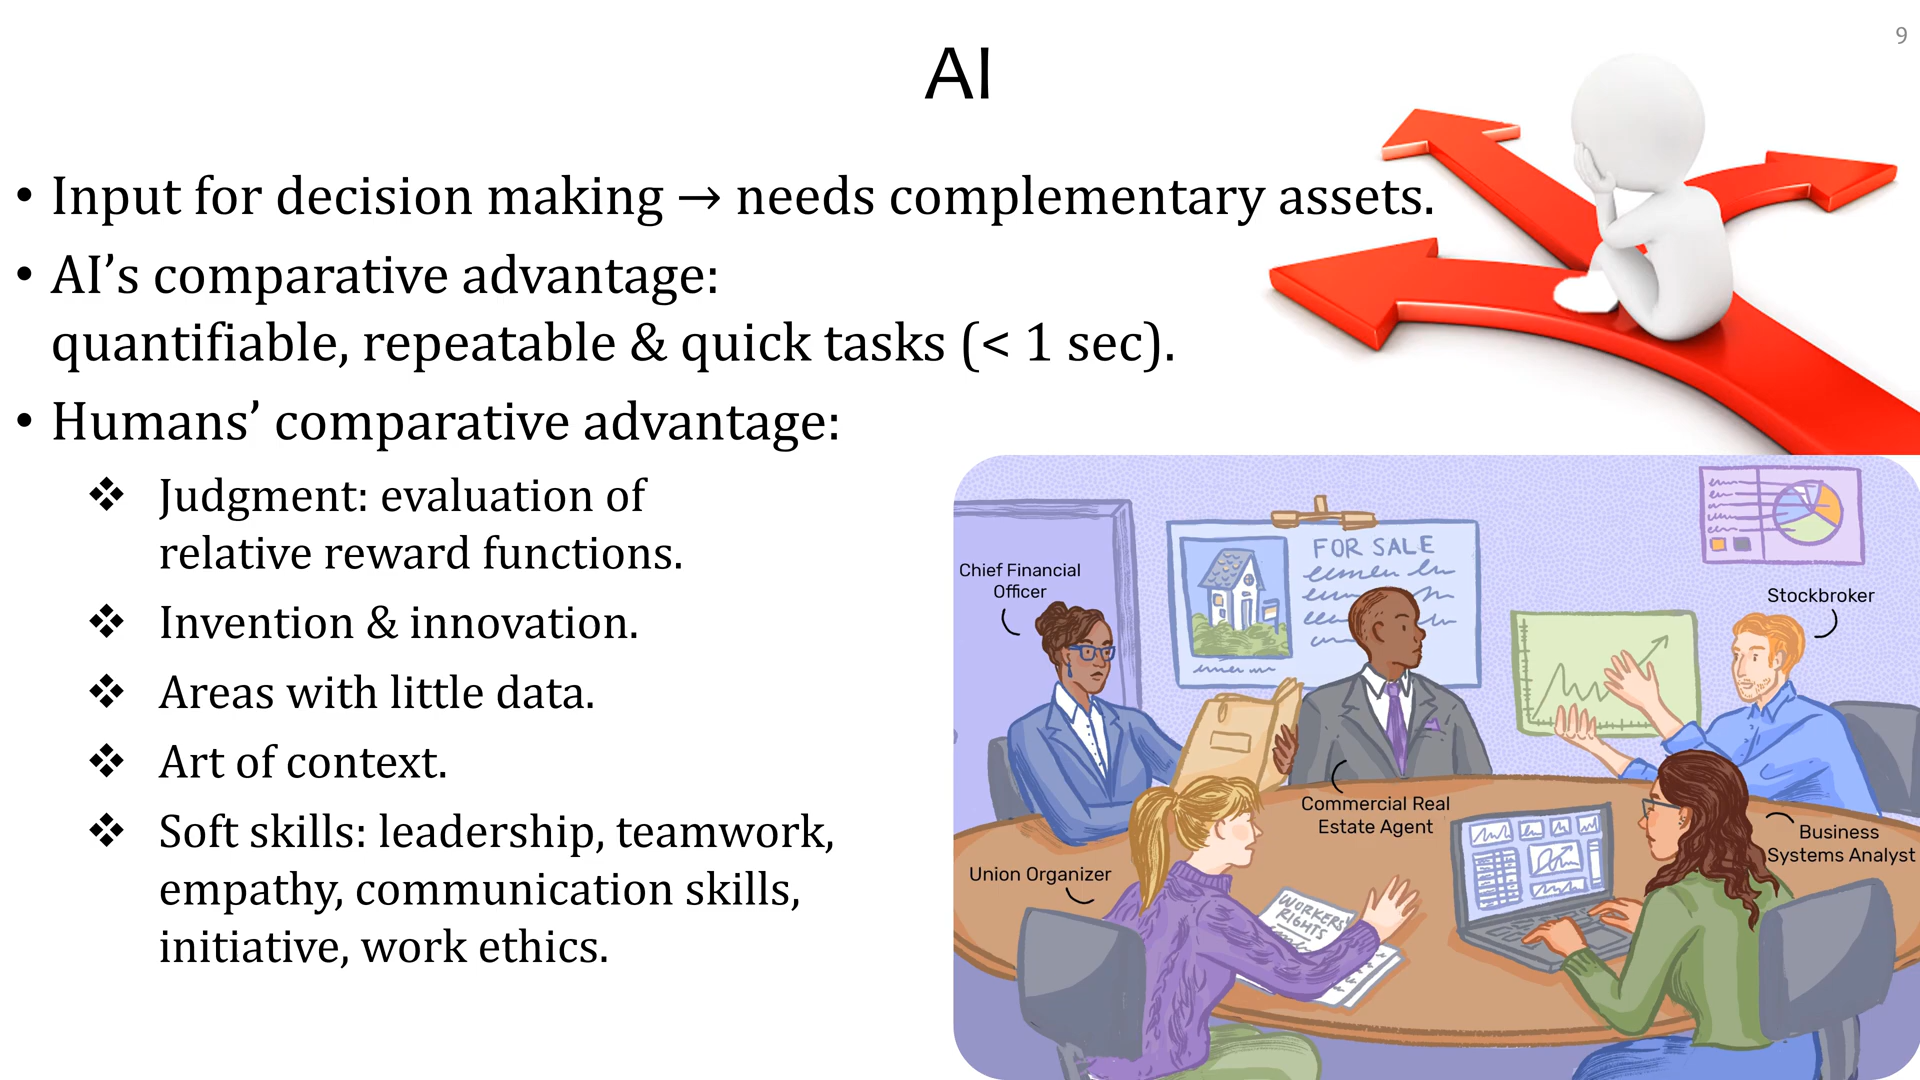 9
AI
• Input for decision making → needs complementary assets.
• AI’s comparative advantage:
quantifiable, repeatable & quick tasks (< 1 sec).
• Humans’ comparative advantage:
❖ Judgment: evaluation of
relative reward functions.
❖ Invention & innovation.
❖ Areas with little data.
❖ Art of context.
❖ Soft skills: leadership, teamwork,
empathy, communication skills,
initiative, work ethics.
FOR SALE
Chief Financial
Officer
Stockbroker
Commercial Real
Estate Agent
Business
Systems Analyst
Union Organizer
WORKERS
RIGHTS